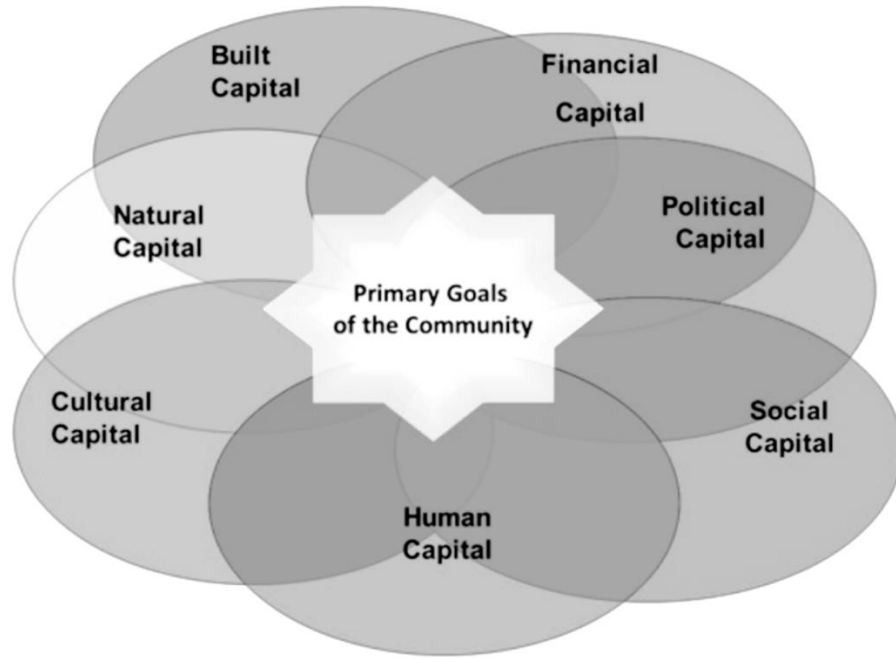 Built
Capital
Financial
Capital
Natural
Capital
Political
Capital
Primary Goals
of the Community
Cultural
Capital
Social
Capital
Human
Capital